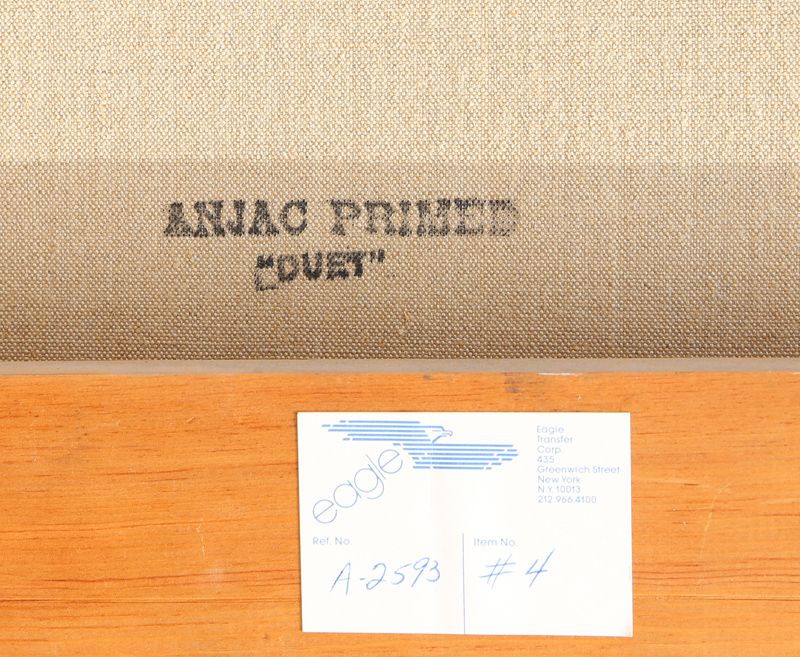 ANJAC PRIMED
"DUET"
eagle
Eagle
Transfer
Corp.
435
Greenwich Street
New York
N.Y. 10013
212.966.4100
Ref. No.
A-2593
Item No.
# 4